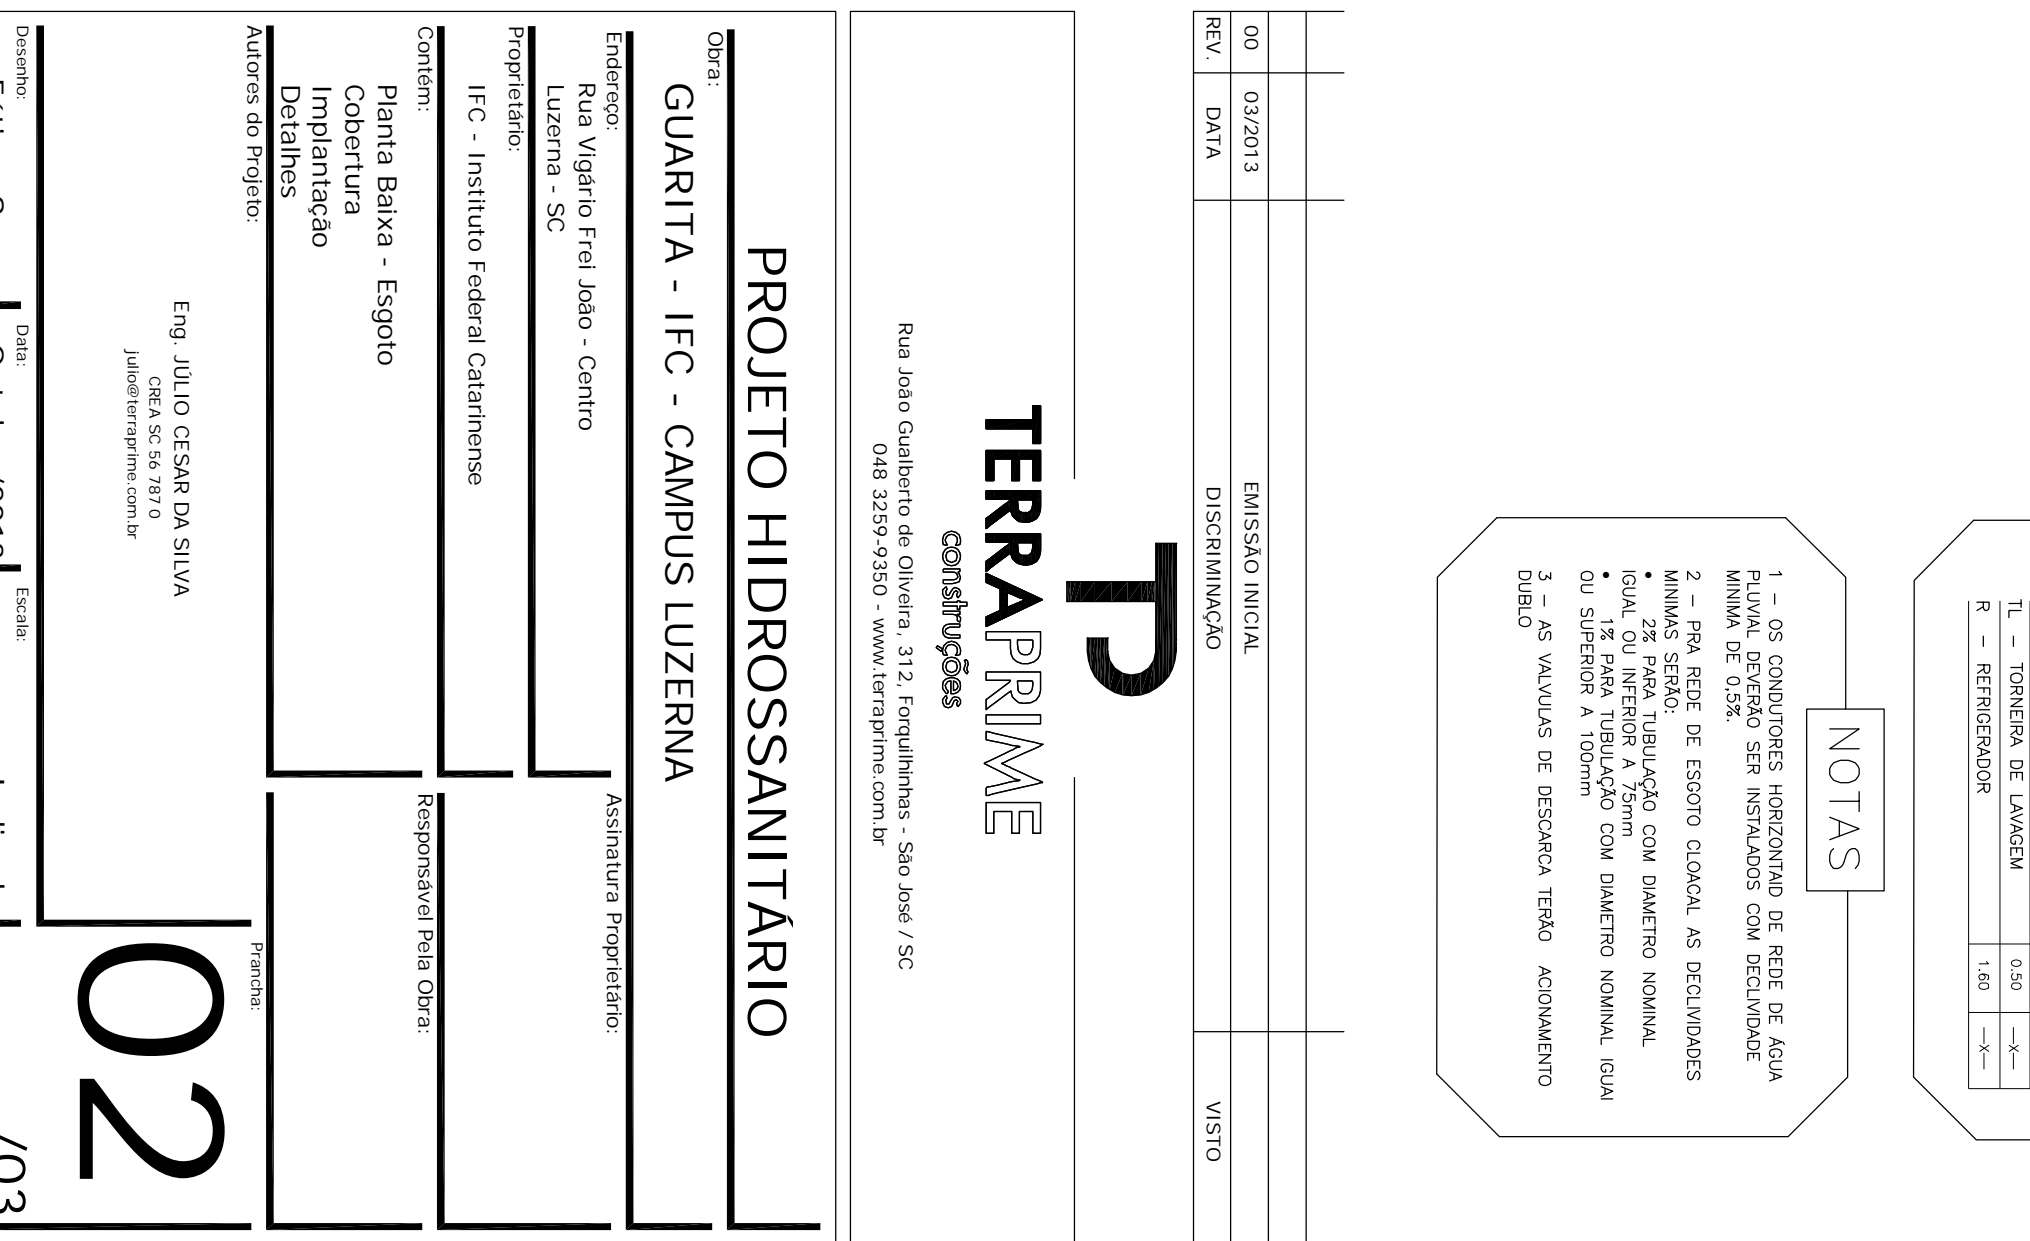 TL – TORNEIRA DE LAVAGEM 0.50 —x—
R – REFRIGERADOR 1.60 —x—
NOTAS
1 – OS CONDUTORES HORIZONTAID DE REDE DE ÁGUA
PLUVIAL DEVERÃO SER INSTALADOS COM DECLIVIDADE
MINIMA DE 0,5%.
2 – PRA REDE DE ESGOTO CLOACAL AS DECLIVIDADES
MINIMAS SERÃO:
• 2% PARA TUBULAÇÃO COM DIAMETRO NOMINAL
IGUAL OU INFERIOR A 75mm
• 1% PARA TUBULAÇÃO COM DIAMETRO NOMINAL IGUAl
OU SUPERIOR A 100mm
3 – AS VALVULAS DE DESCARCA TERÃO ACIONAMENTO
DUBLO
00 03/2013 EMISSÃO INICIAL
REV. DATA DISCRIMINAÇÃO VISTO
TP
TERRAPRIME
construções
Rua João Gualberto de Oliveira, 312, Forquilhinhas - São José / SC
048 3259-9350 - www.terraprime.com.br
PROJETO HIDROSSANITÁRIO
Obra:
GUARITA - IFC - CAMPUS LUZERNA
Endereço:
Rua Vigário Frei João - Centro
Luzerna - SC
Assinatura Proprietário:
Proprietário:
IFC - Instituto Federal Catarinense
Contém:
Planta Baixa - Esgoto
Cobertura
Implantação
Detalhes
Responsável Pela Obra:
Autores do Projeto:
Eng. JÚLIO CESAR DA SILVA
CREA SC 56 787 0
julio@terraprime.com.br
Prancha:
02
/03
Desenho:
Data:
Escala: